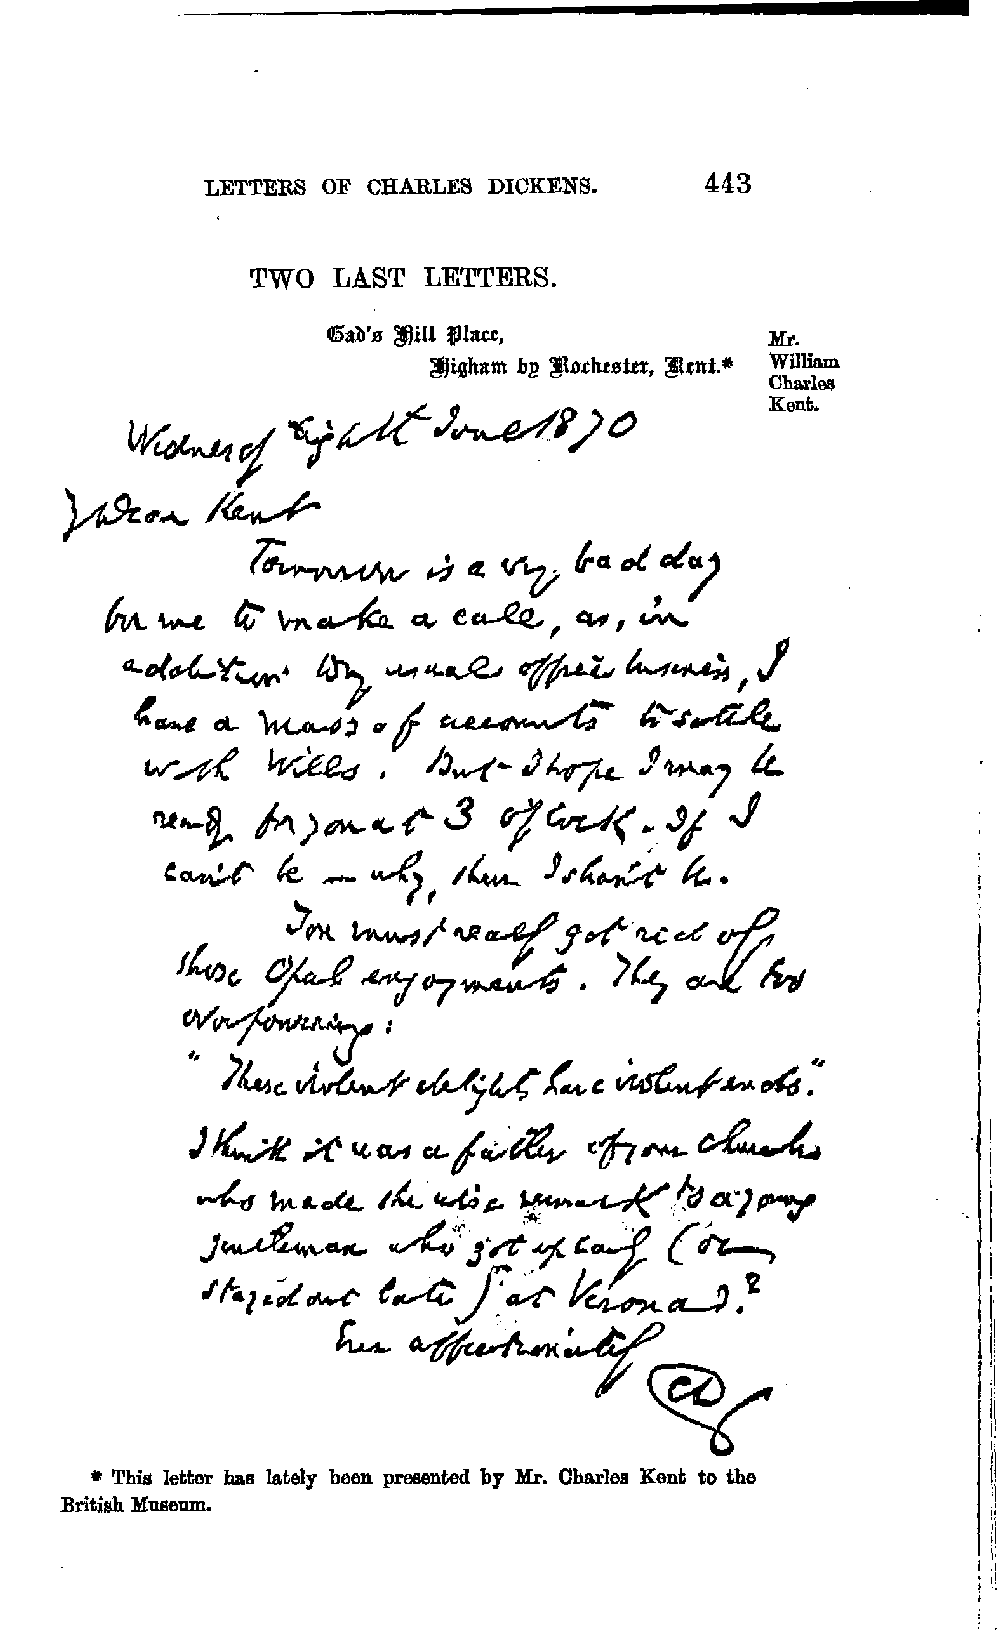 LETTERS OF CHARLES DICKENS. 443
TWO LAST LETTERS.
Gad's Hill Place,
Higham by Rochester, Kent.*
Mr.
William
Charles
Kent.
Wednesday Eighth June 1870
My Dear Kent
Tomorrow is a very bad day
for me to make a call, as, in
addition to my usual office business, I
have a mass of accounts to settle
with Wills. But I hope I may be
ready for you at 3 o'clock. If I
can't be — why, then I shan't be.
You must really get rid of
those Opal enjoyments. They are too
overpowering:
"These violent delights have violent ends."
I think it was a father of your church
who made the wise remark to a young
gentleman who got up early (or
stayed out late) at Verona?
Ever affectionately
CD
* This letter has lately been presented by Mr. Charles Kent to the
British Museum.